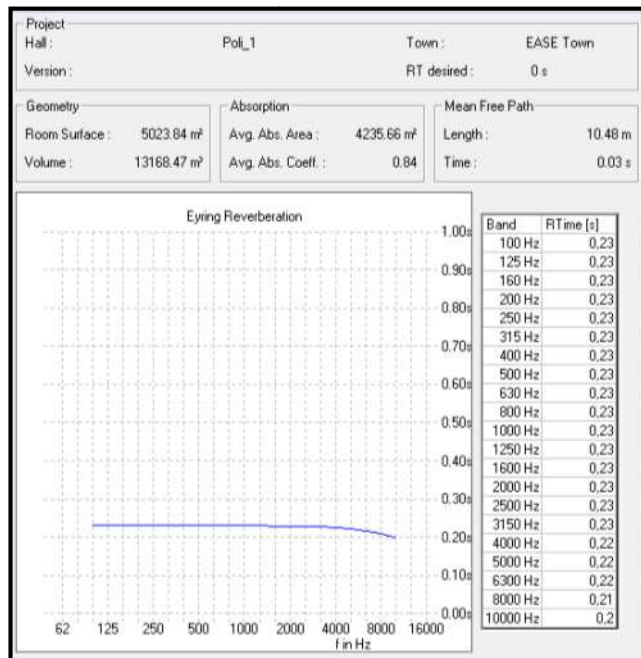 Project
Hall : Poli_1 Town : EASE Town
Version : RT desired : 0 s
Geometry Absorption Mean Free Path
Room Surface : 5023.84 m² Avg. Abs. Area : 4235.66 m² Length : 10.48 m
Volume : 13168.47 m³ Avg. Abs. Coeff. : 0.84 Time : 0.03 s
Eyring Reverberation
1.00s
0.90s
0.80s
0.70s
0.60s
0.50s
0.40s
0.30s
0.20s
0.10s
0.00s
62 125 250 500 1000 2000 4000 8000 16000
f in Hz
Band RTime [s]
100 Hz 0,23
125 Hz 0,23
160 Hz 0,23
200 Hz 0,23
250 Hz 0,23
315 Hz 0,23
400 Hz 0,23
500 Hz 0,23
630 Hz 0,23
800 Hz 0,23
1000 Hz 0,23
1250 Hz 0,23
1600 Hz 0,23
2000 Hz 0,23
2500 Hz 0,23
3150 Hz 0,23
4000 Hz 0,22
5000 Hz 0,22
6300 Hz 0,22
8000 Hz 0,21
10000 Hz 0,2